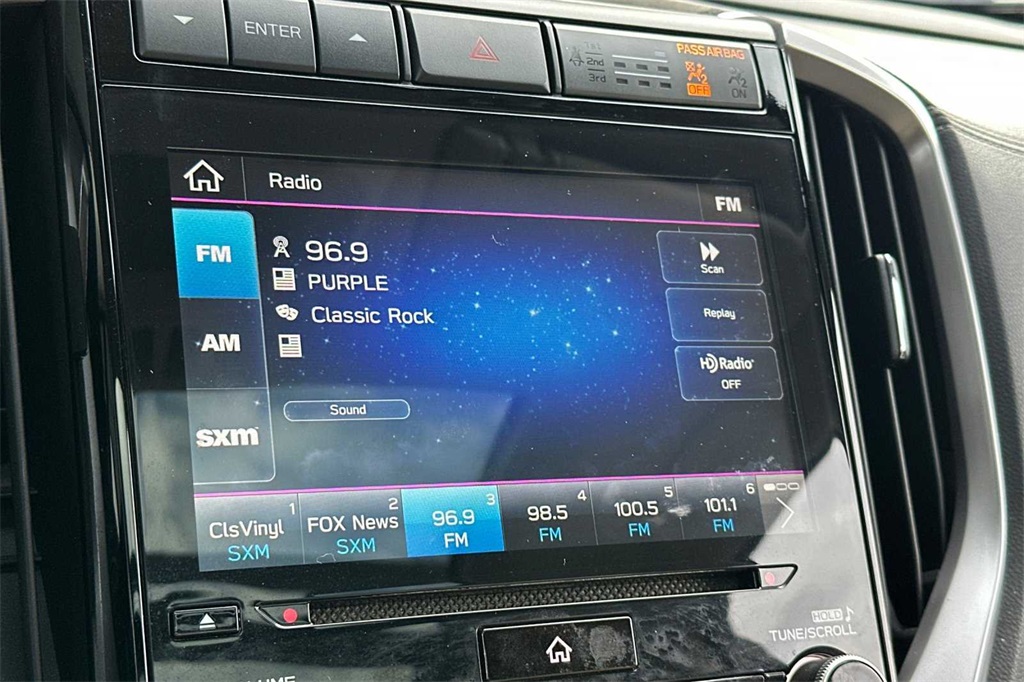 ENTER
1st
2nd
3rd
PASS AIR BAG
2
OFF
2
ON
Radio
FM
FM
96.9
PURPLE
Classic Rock
AM
sxm
Sound
Scan
Replay
HD Radio
OFF
1
ClsVinyl
SXM
2
FOX News
SXM
3
96.9
FM
4
98.5
FM
5
100.5
FM
6
101.1
FM
HOLD
TUNE/SCROLL